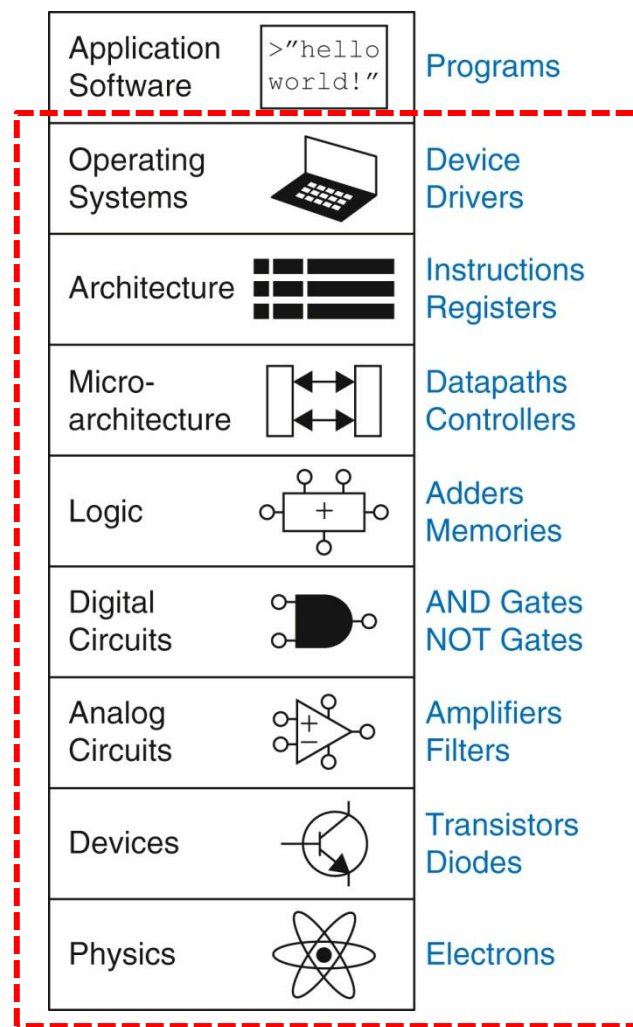 Application
Software
>"hello
world!"
Programs
Operating
Systems
Device
Drivers
Architecture
Instructions
Registers
Micro-
architecture
Datapaths
Controllers
Logic
+
Adders
Memories
Digital
Circuits
AND Gates
NOT Gates
Analog
Circuits
+
−
Amplifiers
Filters
Devices
Transistors
Diodes
Physics
Electrons